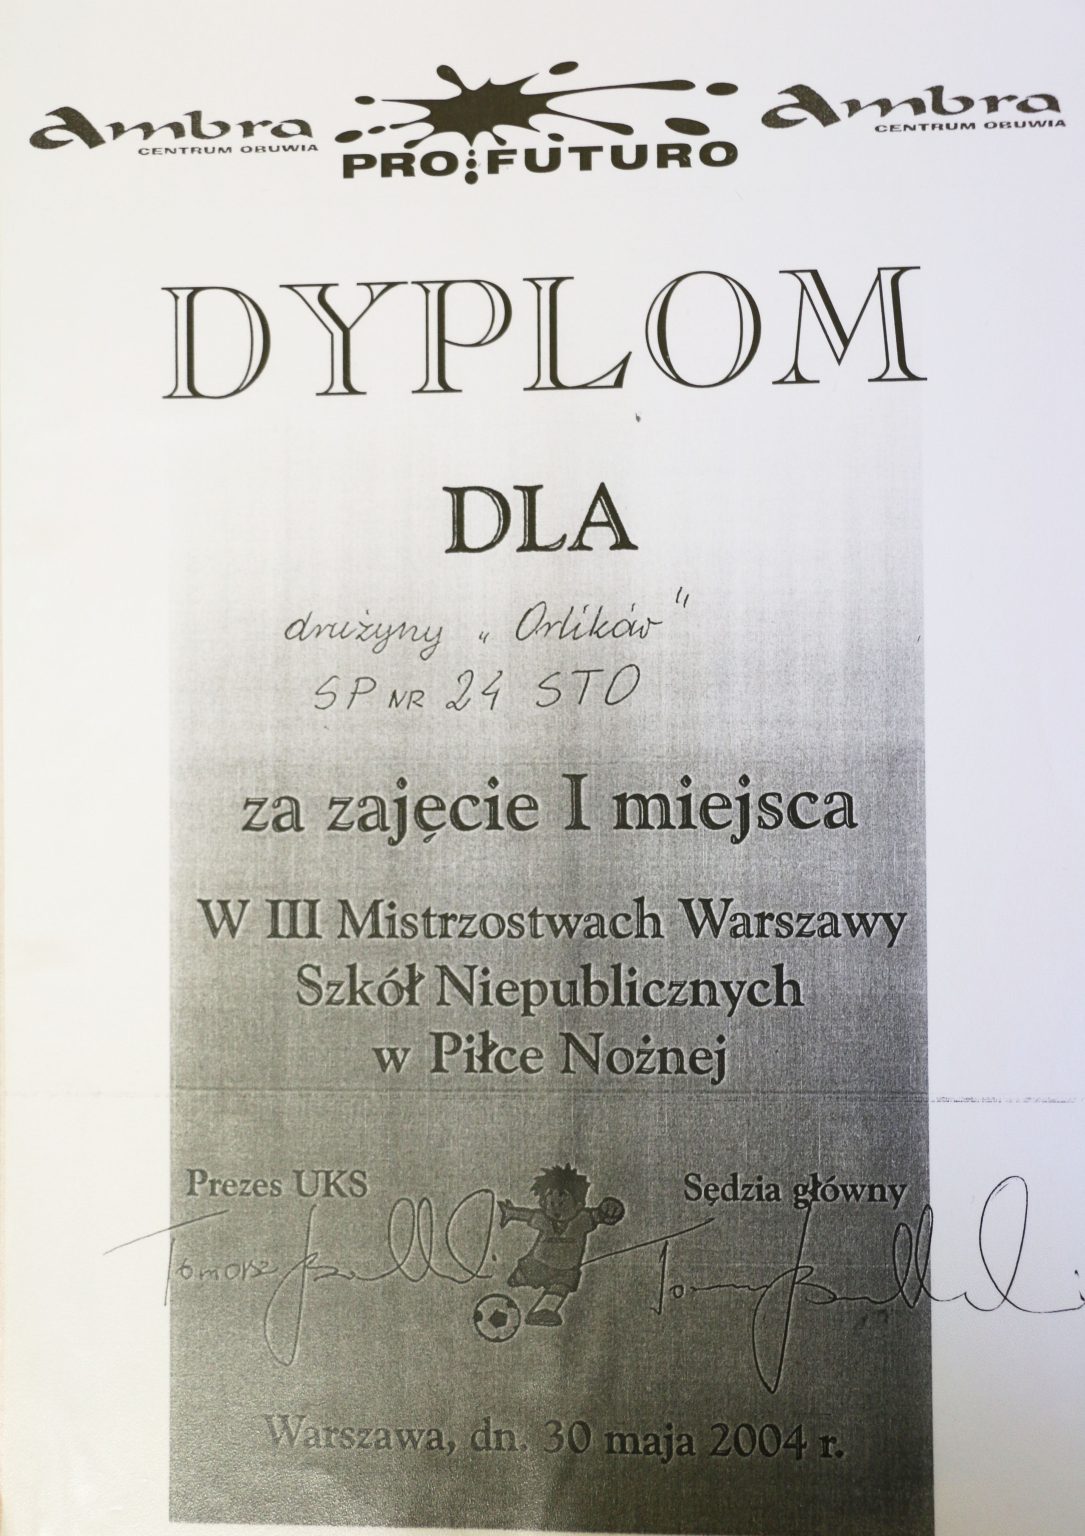 Ambra
CENTRUM OBUWIA
PRO FUTURO
Ambra
CENTRUM OBUWIA
DYPLOM
DLA
drużyny „Orlików"
SP NR 24 STO
za zajęcie I miejsca
W III Mistrzostwach Warszawy
Szkół Niepublicznych
w Piłce Nożnej
Prezes UKS
Sędzia główny
Tomasz
Warszawa, dn. 30 maja 2004 r.